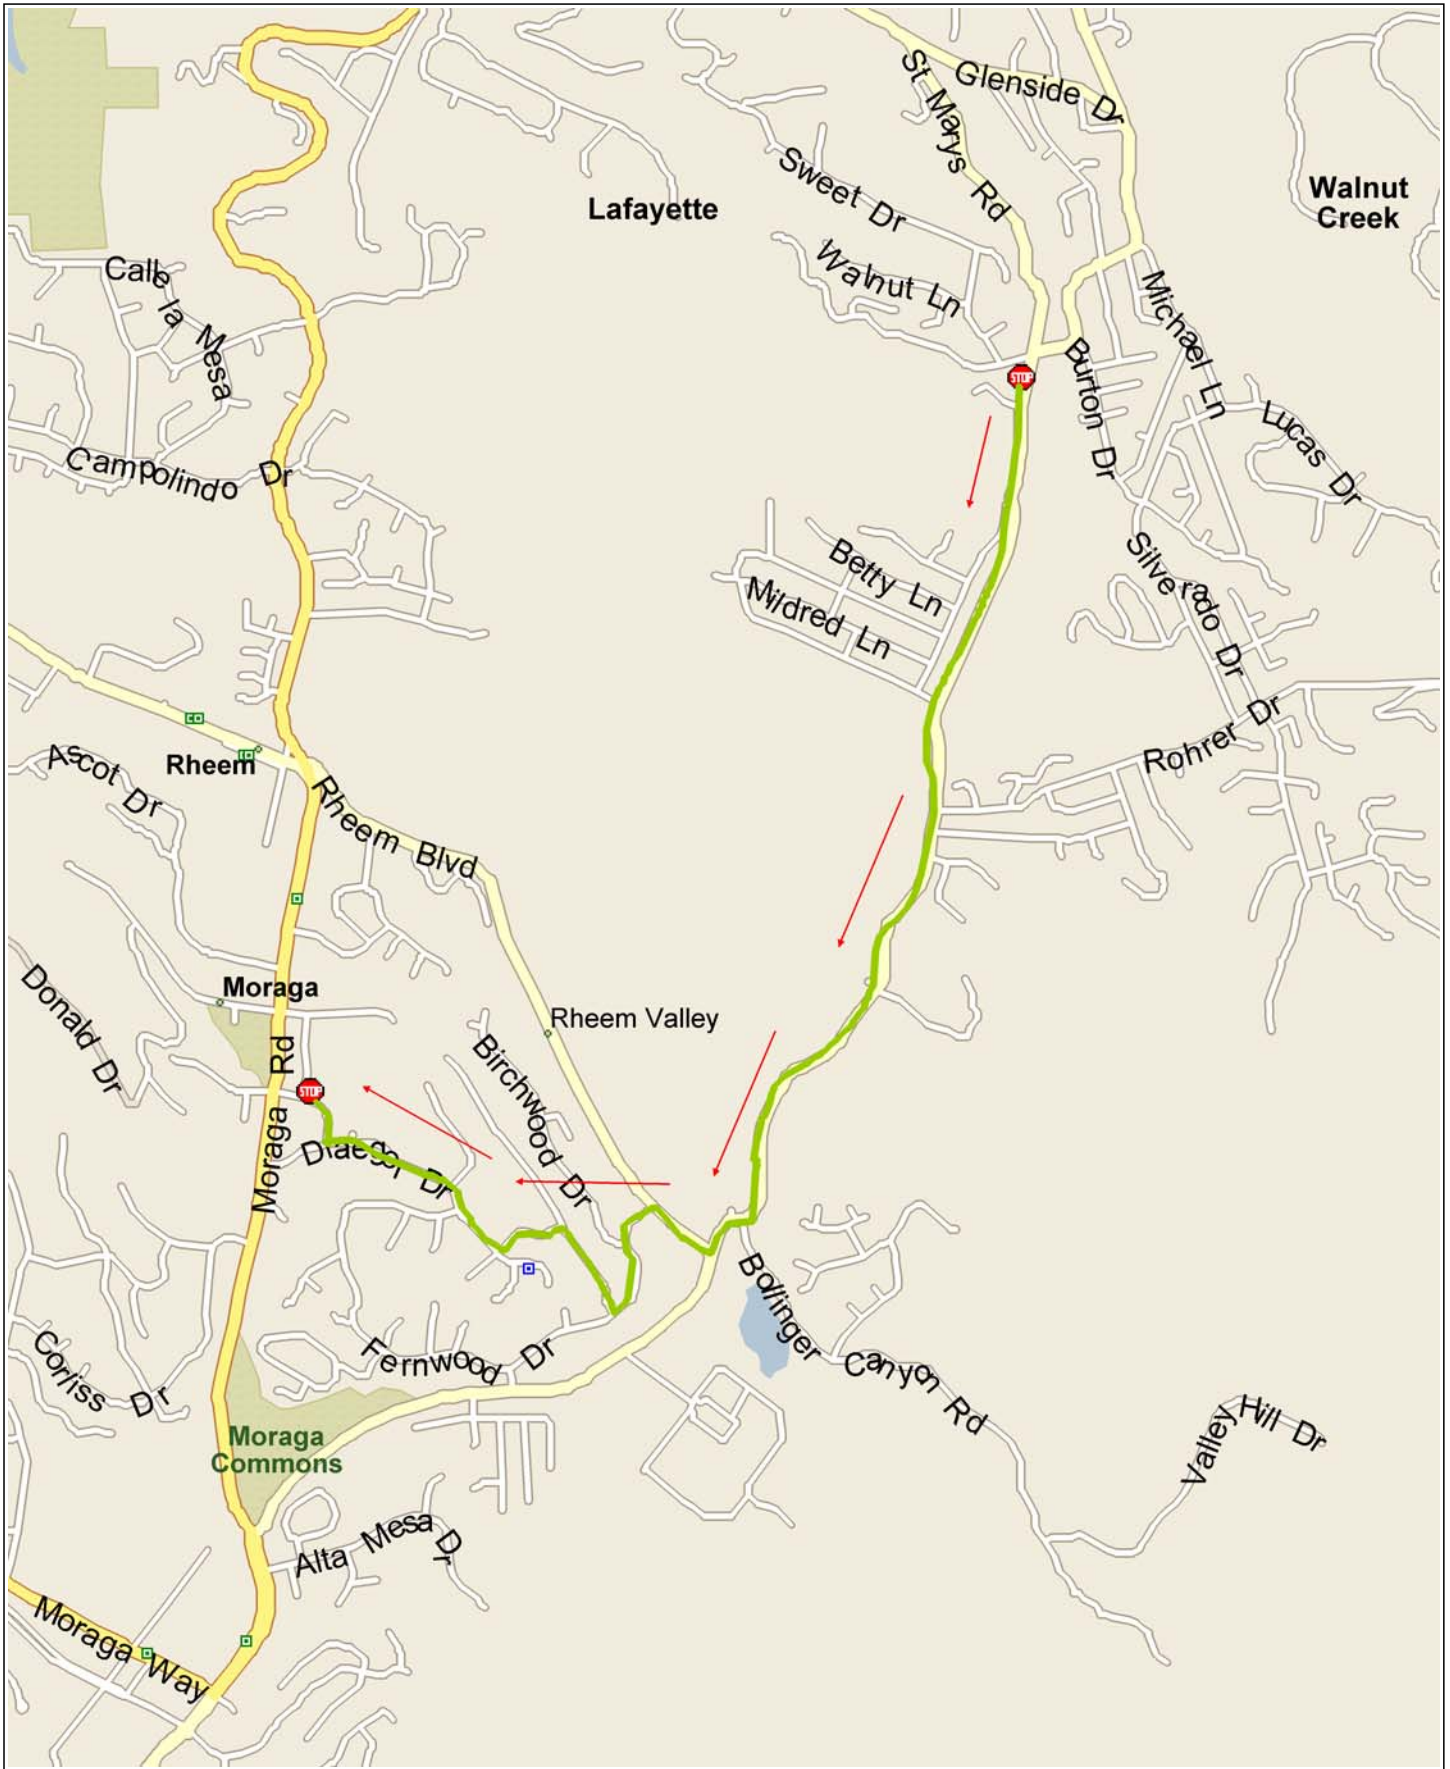 Glenside Dr
St Marys Rd
Sweet Dr
Walnut
Creek
Lafayette
Walnut Ln
Calle la Mesa
Michael Ln
Burton Dr
STOP
Lucas Dr
Campolindo Dr
Betty Ln
Silverado Dr
Mildred Ln
Rohrer Dr
Rheem
Ascot Dr
Rheem Blvd
Moraga
Donald Dr
Rheem Valley
Birchwood Dr
Moraga Rd
STOP
Moraga Rd
Draeger Dr
Bollinger Canyon Rd
Fernwood Dr
Corliss Dr
Valley Hill Dr
Moraga
Commons
Alta Mesa Dr
Moraga Way